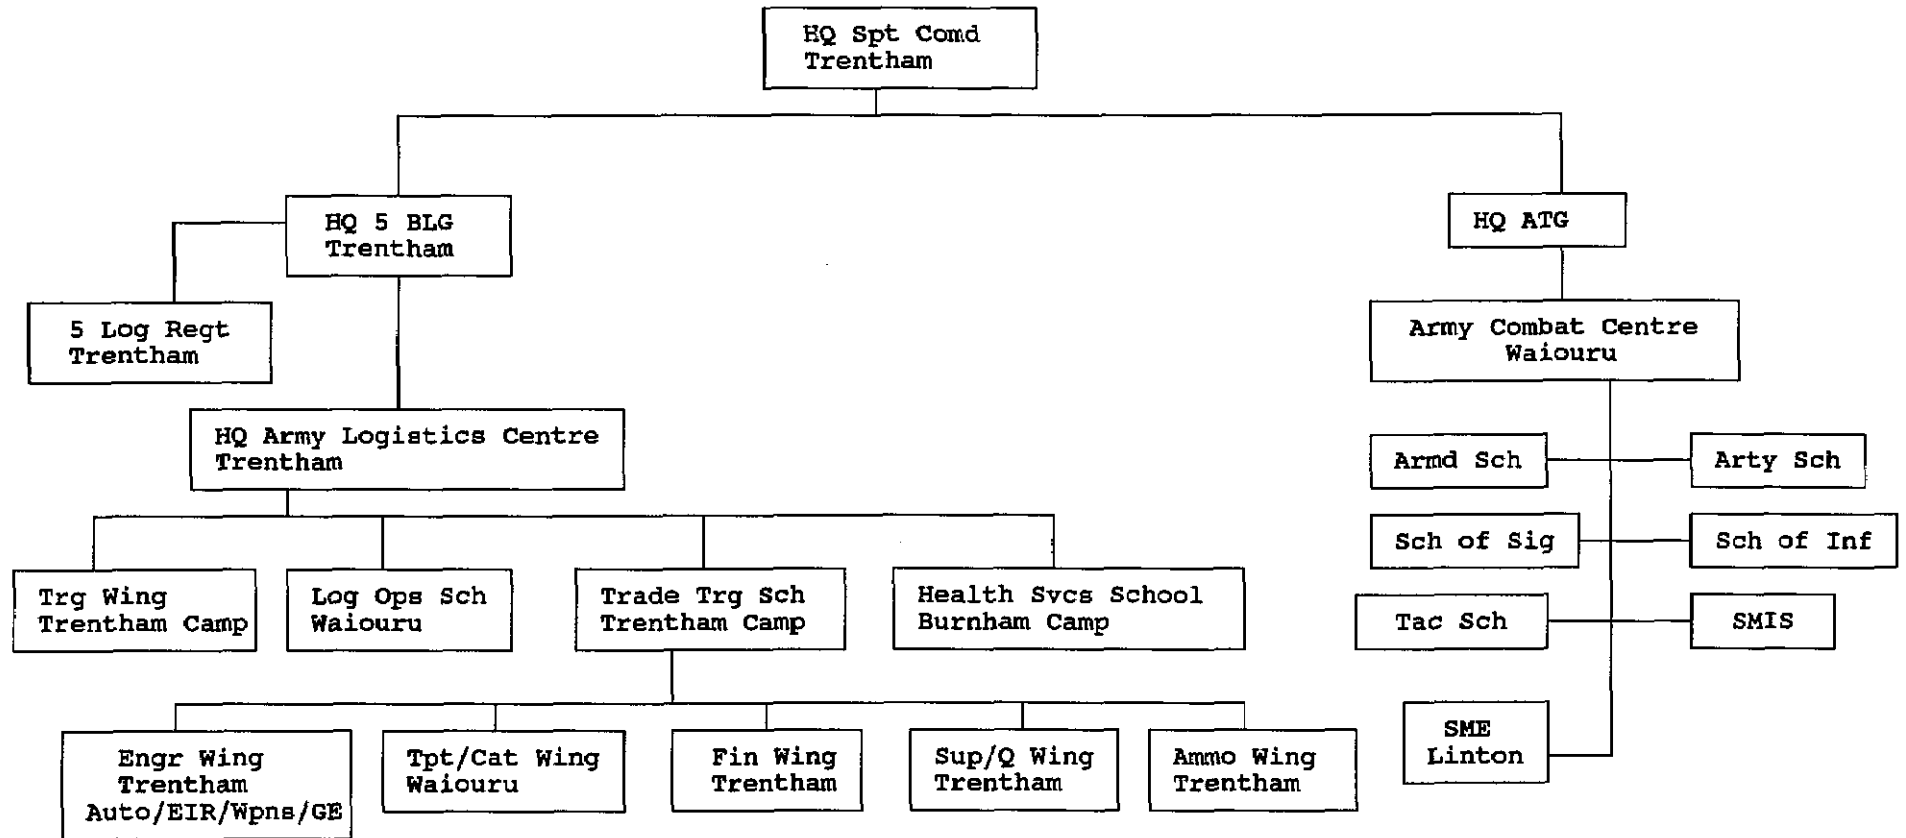 HQ Spt Comd
Trentham
HQ 5 BLG
Trentham
HQ ATG
5 Log Regt
Trentham
Army Combat Centre
Waiouru
HQ Army Logistics Centre
Trentham
Armd Sch
Arty Sch
Sch of Sig
Sch of Inf
Trg Wing
Trentham Camp
Log Ops Sch
Waiouru
Trade Trg Sch
Trentham Camp
Health Svcs School
Burnham Camp
Tac Sch
SMIS
Engr Wing
Trentham
Auto/EIR/Wpns/GE
Tpt/Cat Wing
Waiouru
Fin Wing
Trentham
Sup/Q Wing
Trentham
Ammo Wing
Trentham
SME
Linton